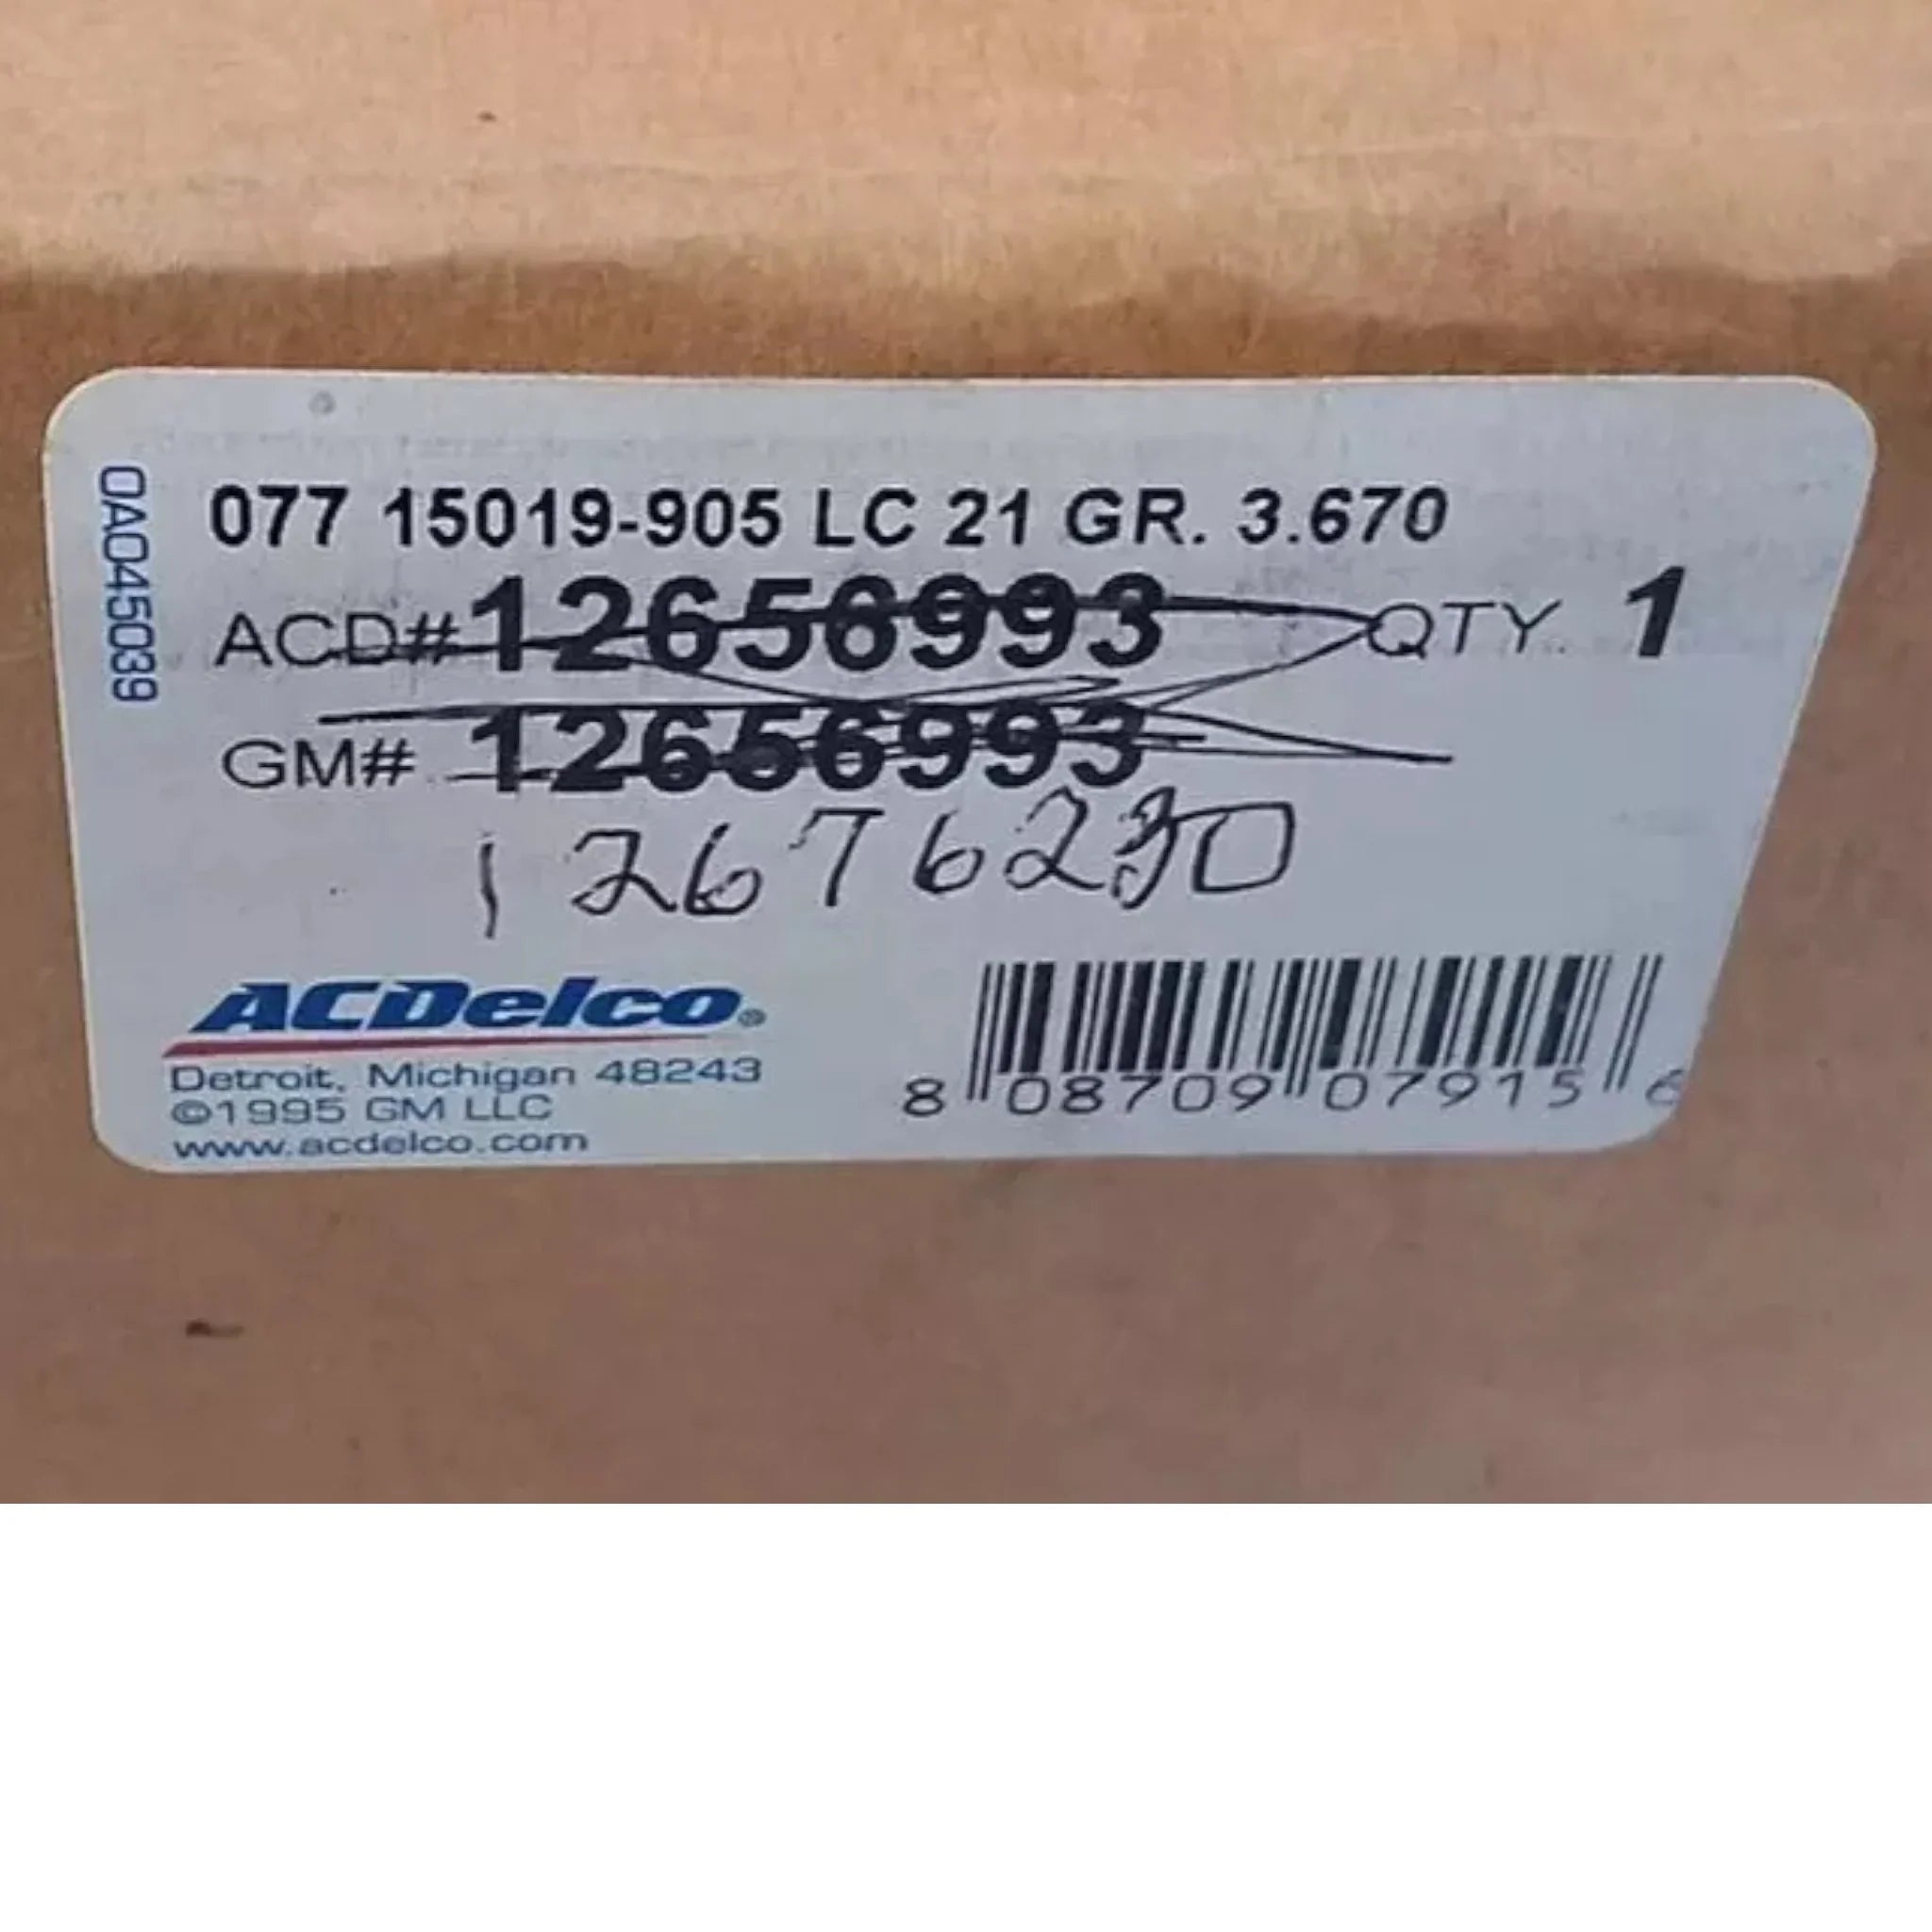 0A045039
077 15019-905 LC 21 GR. 3.670
ACD# 12656993 QTY. 1
GM# 12656993
12676230
ACDelco®
Detroit, Michigan 48243
©1995 GM LLC
www.acdelco.com
8 08709 07915 6